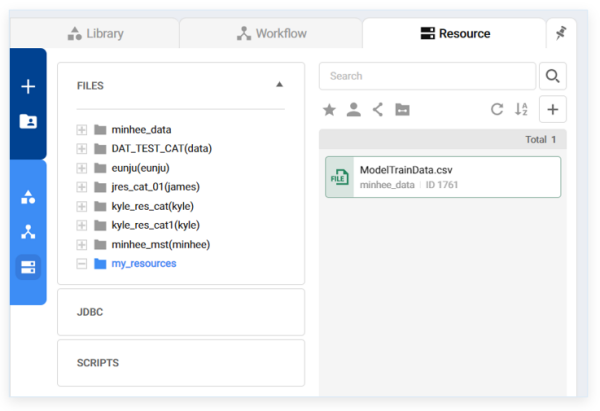 Library
Workflow
Resource
FILES
minhee_data
DAT_TEST_CAT(data)
eunju(eunju)
jres_cat_01(james)
kyle_res_cat(kyle)
kyle_res_cat1(kyle)
minhee_mst(minhee)
my_resources
JDBC
SCRIPTS
Search
A
Z
Total 1
FILE
ModelTrainData.csv
minhee_data | ID 1761